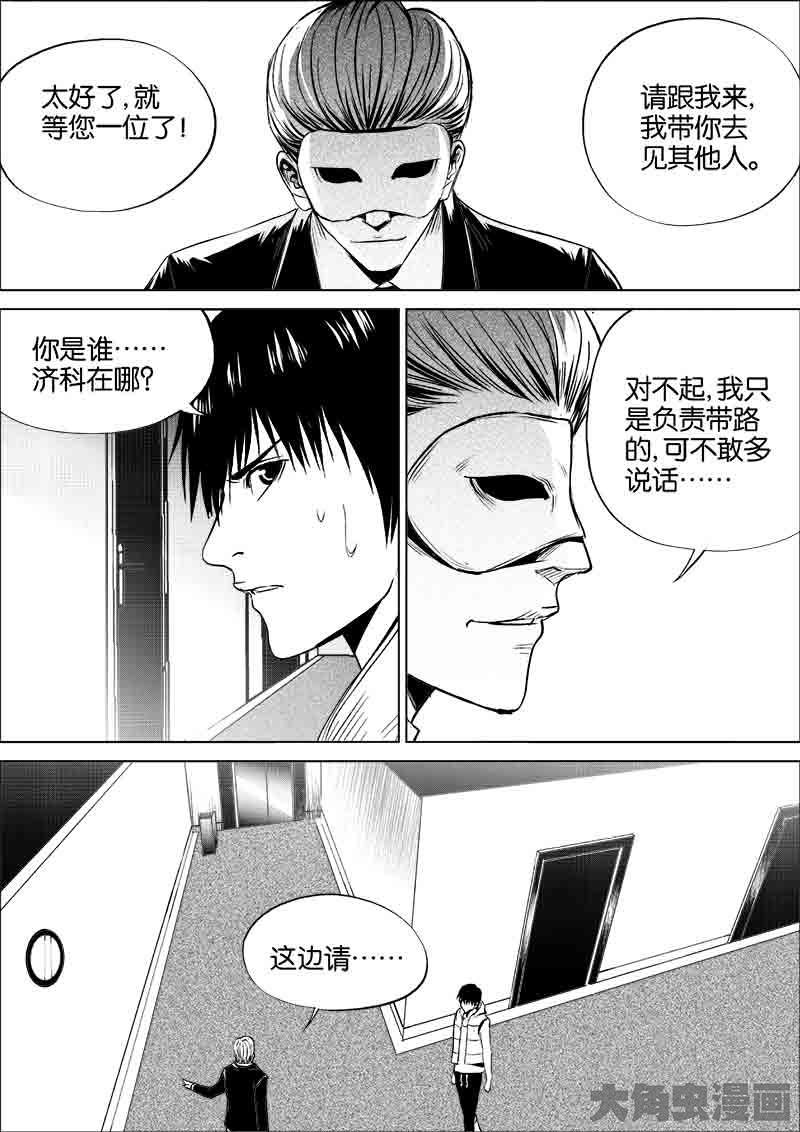 太好了,就
等您一位了!
请跟我来,
我带你去
见其他人。
你是谁……
济科在哪?
对不起,我只
是负责带路
的,可不敢多
说话……
这边请……
大角虫漫画